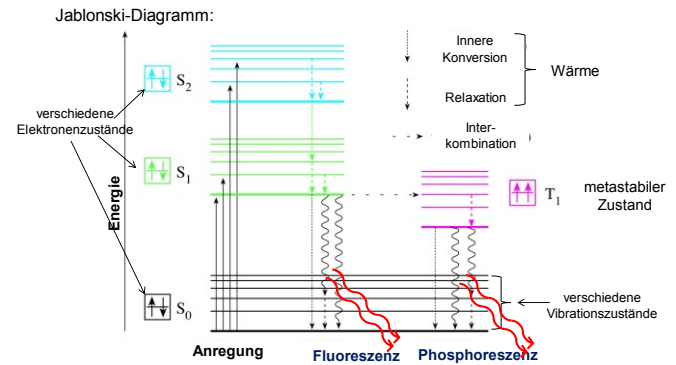 Jablonski-Diagramm:
Innere
Konversion
Wärme
Relaxation
Inter-
kombination
S2
verschiedene
Elektronenzustände
S1
T1
metastabiler
Zustand
Energie
S0
verschiedene
Vibrationszustände
Anregung
Fluoreszenz
Phosphoreszenz